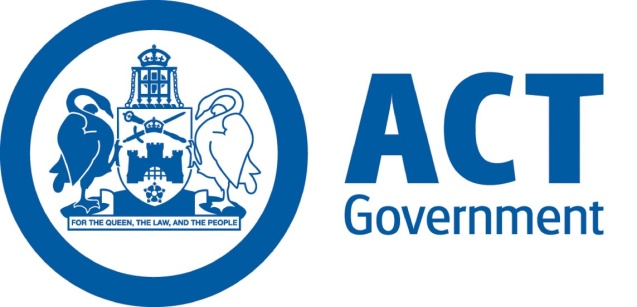 FOR THE QUEEN, THE LAW, AND THE PEOPLE
ACT
Government